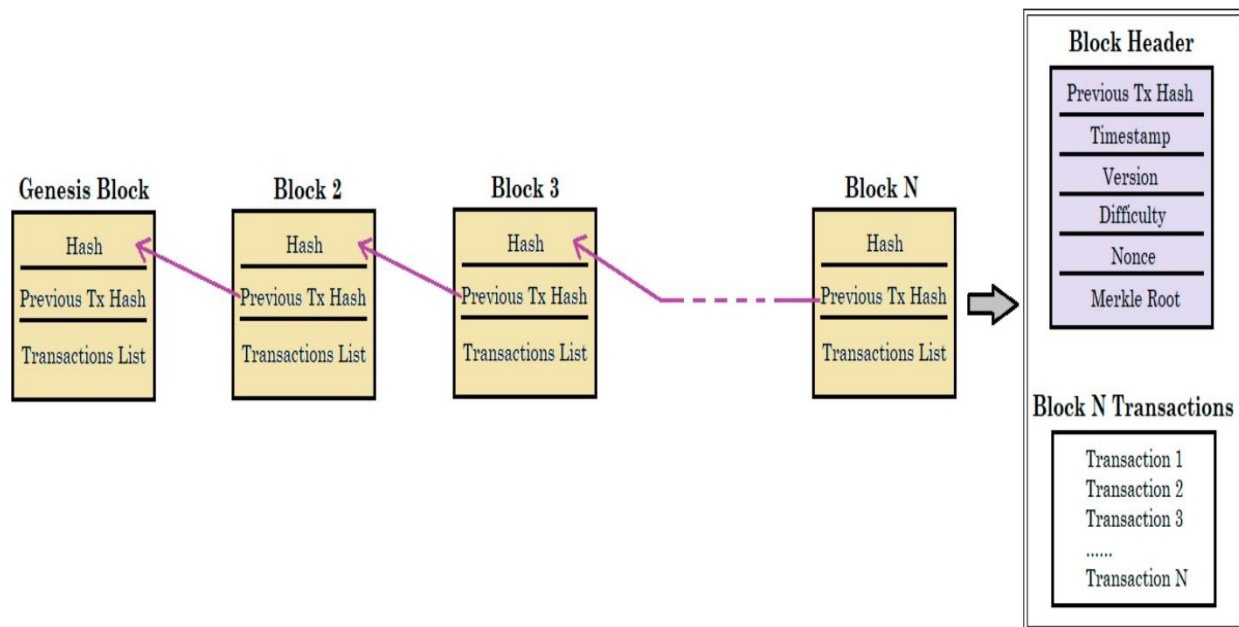 Genesis Block
Hash
Previous Tx Hash
Transactions List
Block 2
Hash
Previous Tx Hash
Transactions List
Block 3
Hash
Previous Tx Hash
Transactions List
Block N
Hash
Previous Tx Hash
Transactions List
Block Header
Previous Tx Hash
Timestamp
Version
Difficulty
Nonce
Merkle Root
Block N Transactions
Transaction 1
Transaction 2
Transaction 3
......
Transaction N